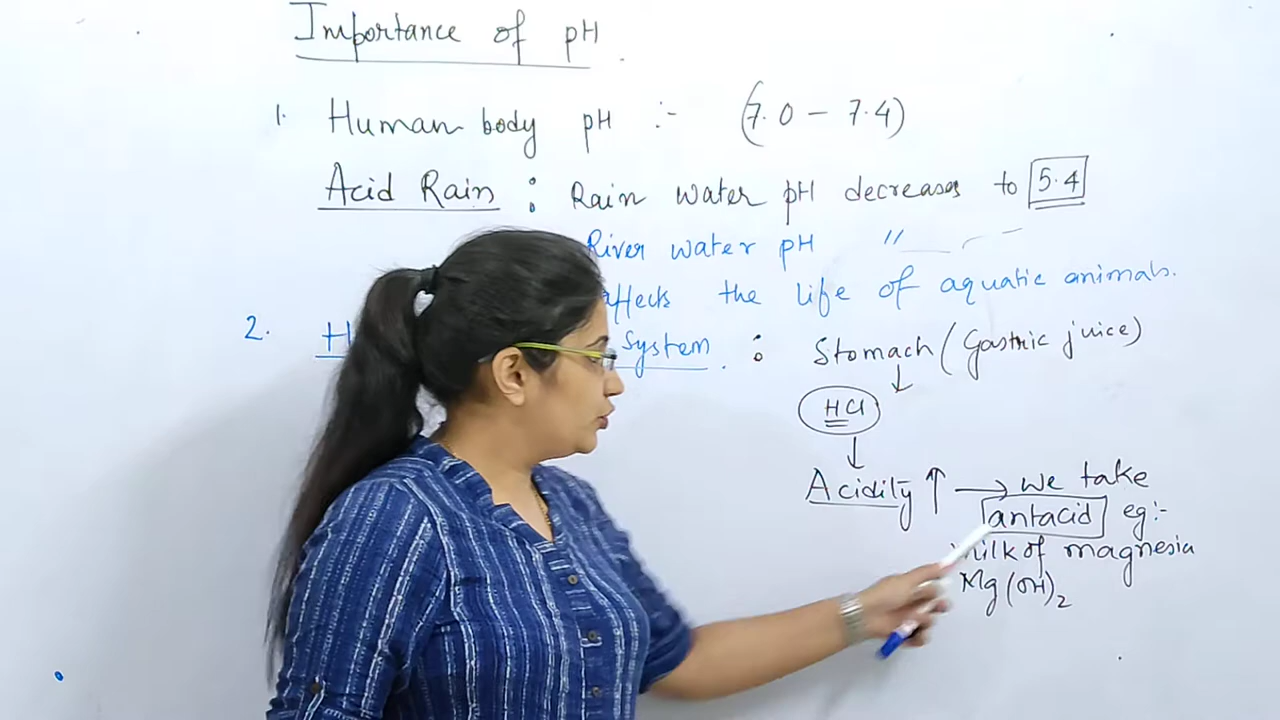 Importance of pH
1. Human body pH :- (7.0 - 7.4)
Acid Rain : Rain water pH decreases to 5.4
River water pH "
affects the life of aquatic animals.
2. System : Stomach (Gastric juice)
HCl
Acidity ↑ → we take
antacid eg:-
milk of magnesia
Mg(OH)2